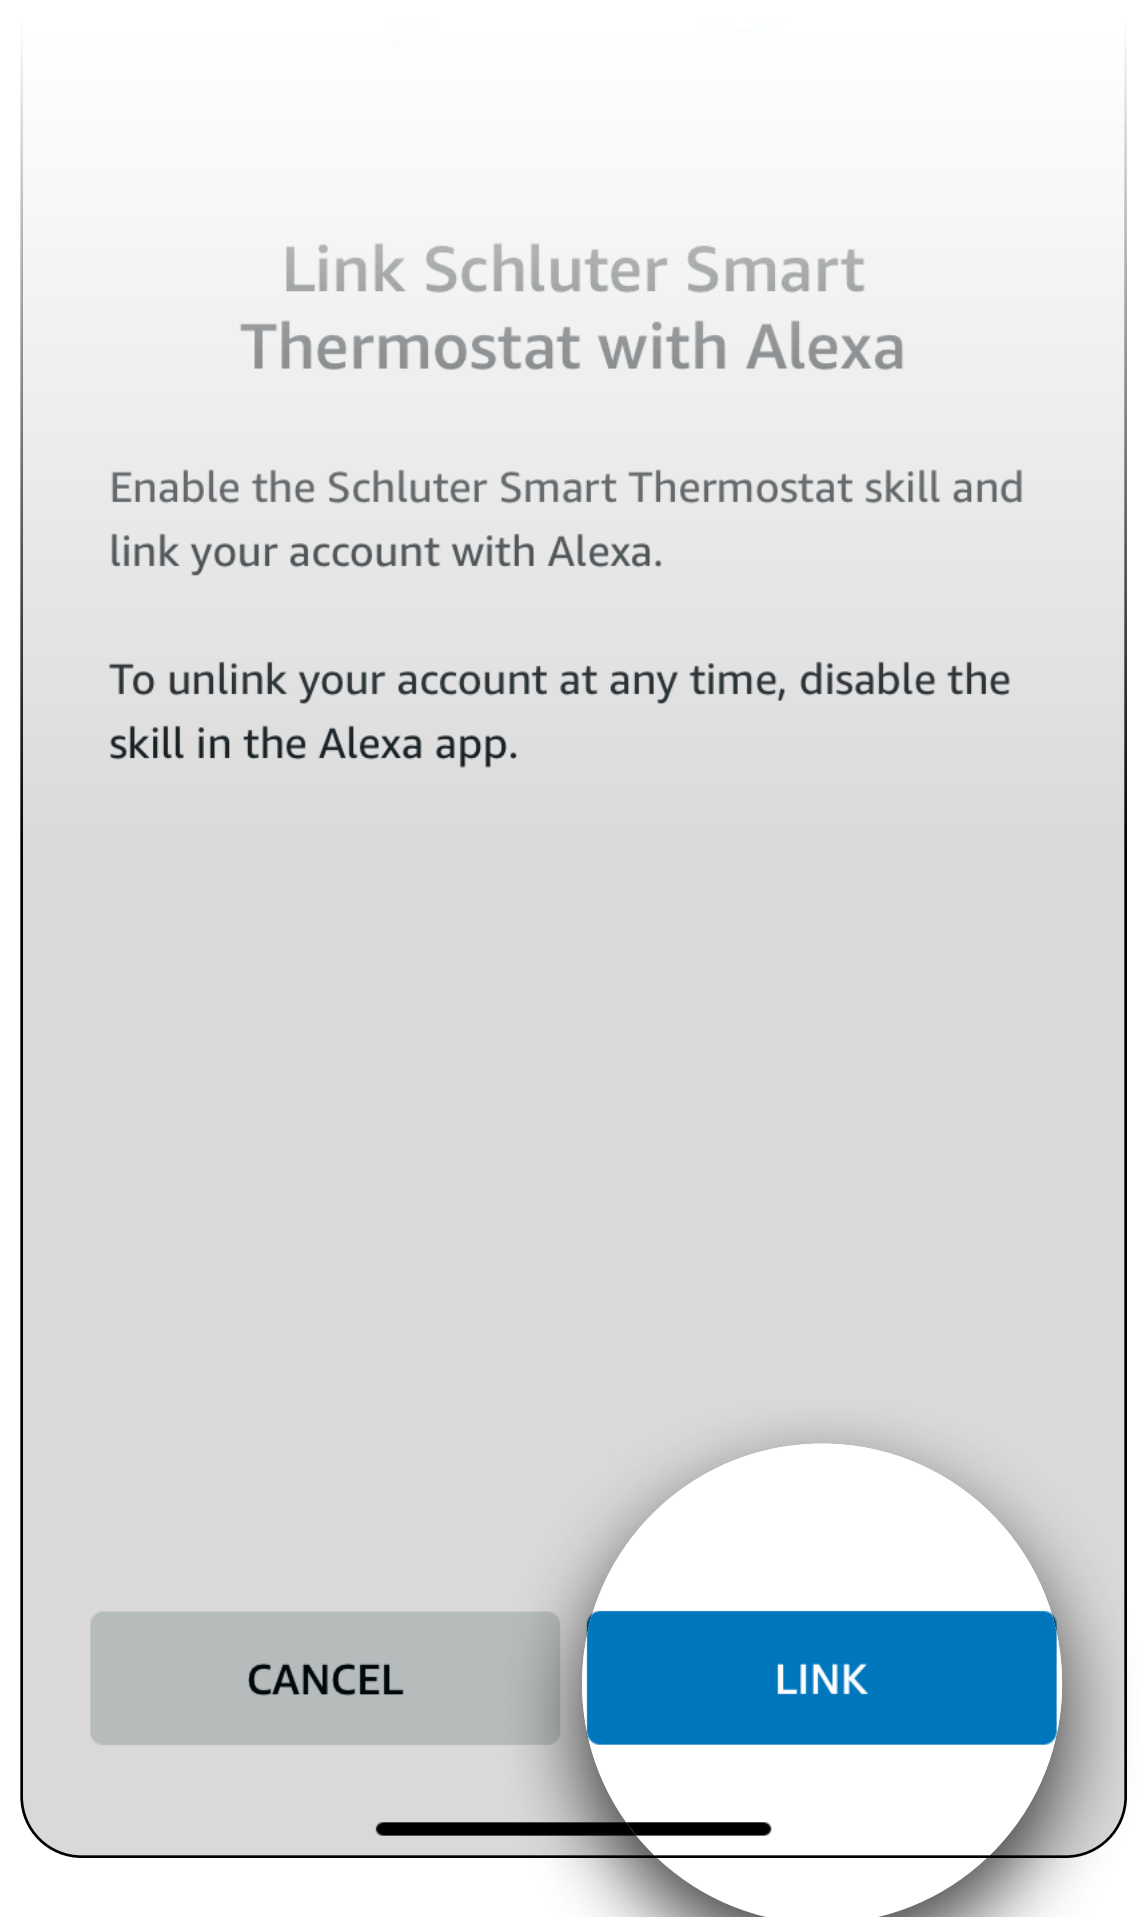 Link Schluter Smart
Thermostat with Alexa
Enable the Schluter Smart Thermostat skill and
link your account with Alexa.
To unlink your account at any time, disable the
skill in the Alexa app.
CANCEL
LINK